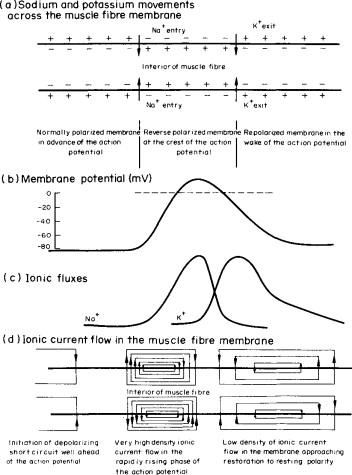 (a) Sodium and potassium movements
across the muscle fibre membrane
Na+ entry K+ exit
+ + + + + + - - - - - - + + + + + +
- - - - - - + + + + + + - - - - - -
Interior of muscle fibre
- - - - - - + + + + + + - - - - - -
+ + + + + + - - - - - - + + + + + +
Na+ entry K+ exit
Normally polarized membrane
in advance of the action
potential
Reverse polarized membrane
at the crest of the action
potential
Repolarized membrane in the
wake of the action potential
(b) Membrane potential (mV)
0
-20
-40
-60
-80
(c) Ionic fluxes
Na+ K+
(d) Ionic current flow in the muscle fibre membrane
Interior of muscle fibre
Initiation of depolarizing
short circuit well ahead
of the action potential
Very high density ionic
current flow in the
rapidly rising phase of
the action potential
Low density of ionic current
flow in the membrane approaching
restoration to resting polarity